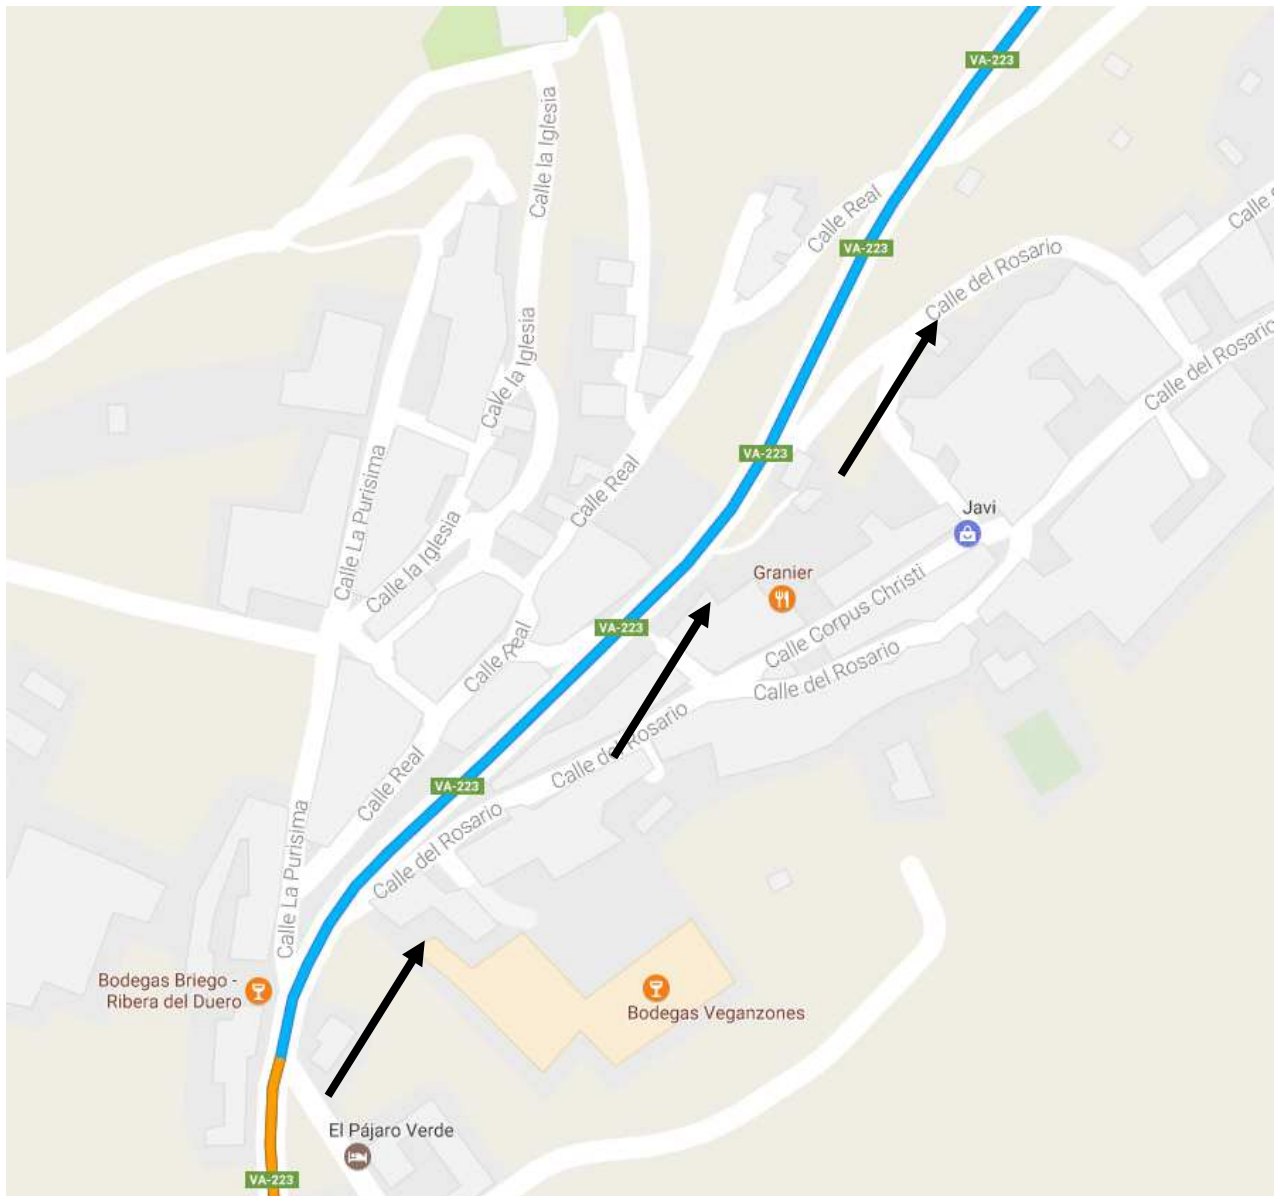 VA-223
Calle la Iglesia
Calle Real
Calle
VA-223
Calle del Rosario
Calle la Iglesia
Calle del Rosario
VA-223
Calle La Purisima
Calle Real
Javi
Calle la Iglesia
Granier
Calle Corpus Christi
VA-223
Calle Real
Calle del Rosario
Calle del Rosario
Calle Real
VA-223
Calle del Rosario
Calle La Purisima
Bodegas Briego -
Ribera del Duero
Bodegas Veganzones
El Pájaro Verde
VA-223